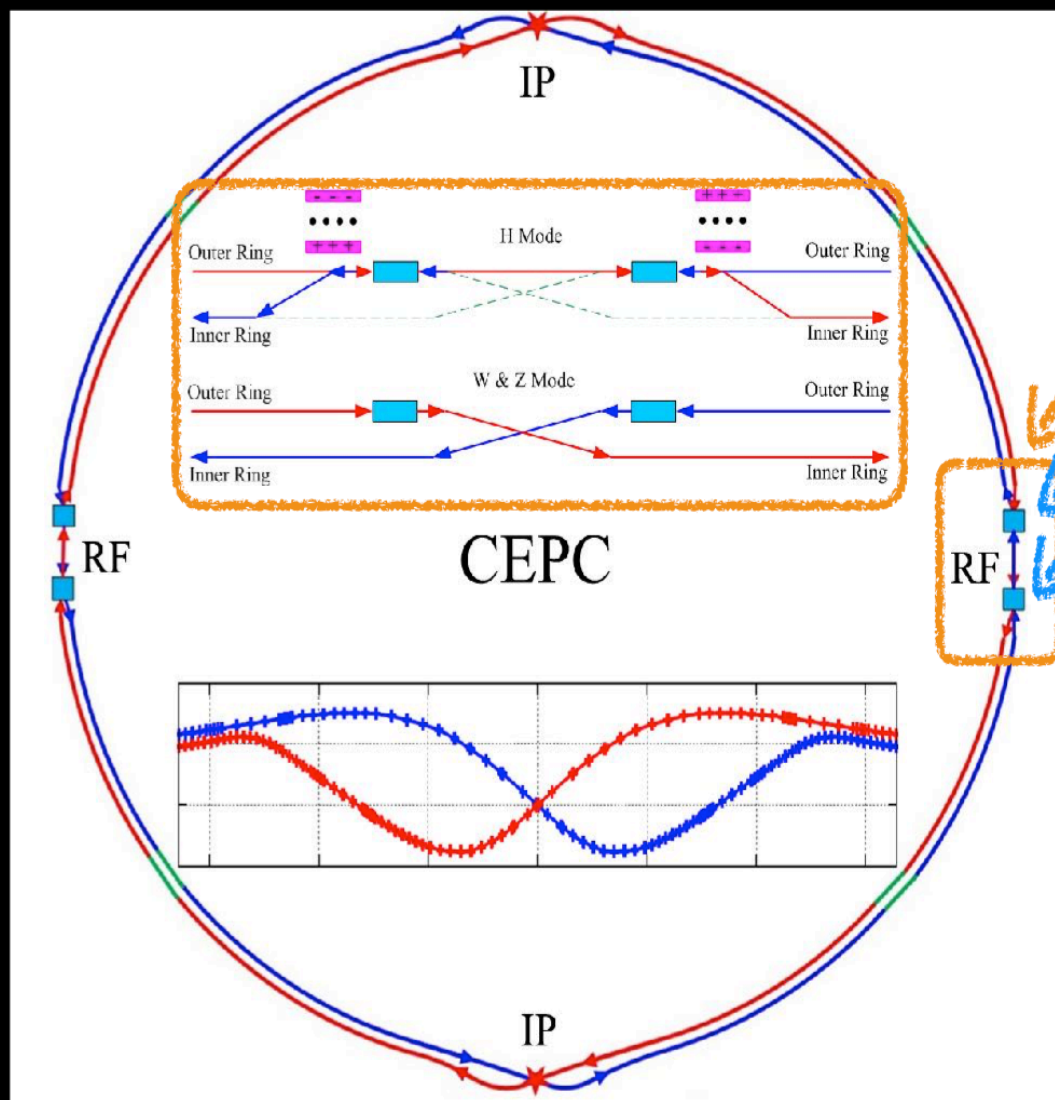 IP
- - - + + +
H Mode
+ + + - - -
Outer Ring Outer Ring
Inner Ring Inner Ring
W & Z Mode
Outer Ring Outer Ring
Inner Ring Inner Ring
RF CEPC RF
IP